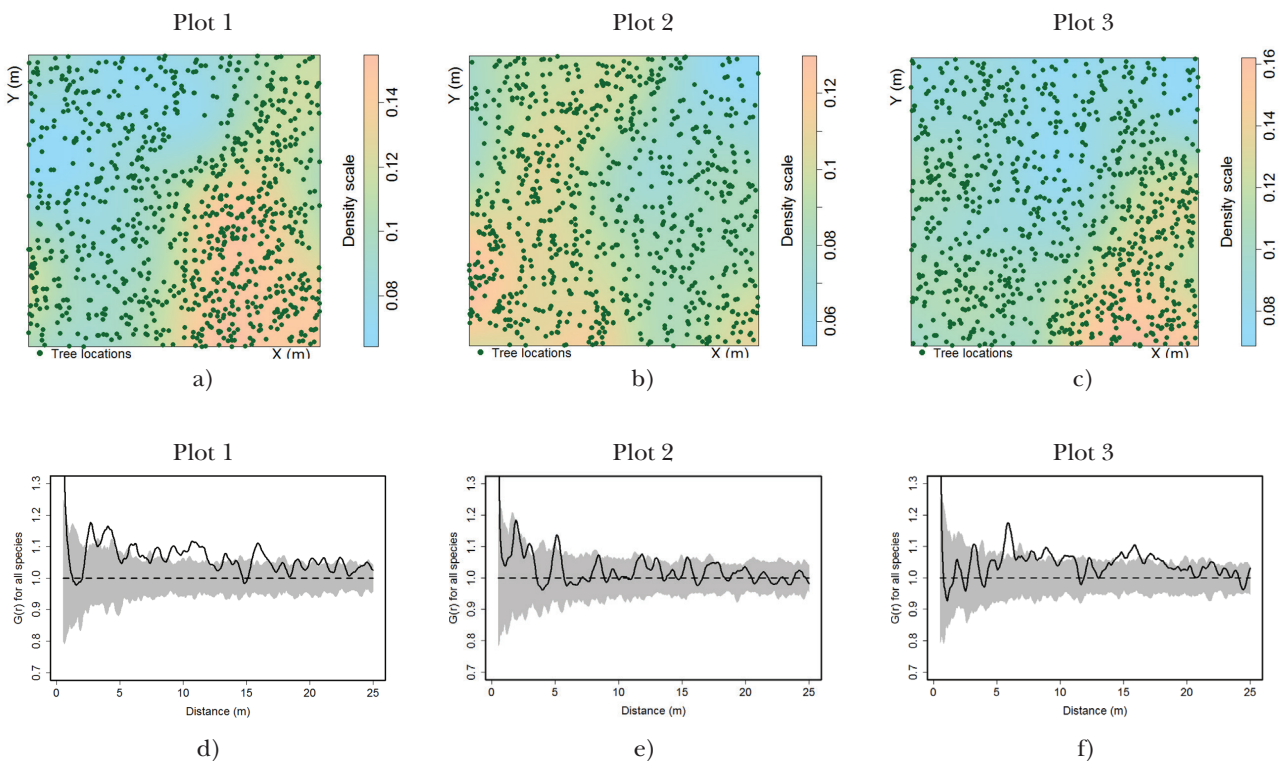 Plot 1
Y (m)
Tree locations
X (m)
Density scale
0.14
0.12
0.1
0.08
a)
Plot 2
Y (m)
Tree locations
X (m)
Density scale
0.12
0.1
0.08
0.06
b)
Plot 3
Y (m)
Tree locations
X (m)
Density scale
0.16
0.14
0.12
0.10
0.08
c)
Plot 1
G(r) for all species
1.3
1.2
1.1
1.0
0.9
0.8
0.7
0 5 10 15 20 25
Distance (m)
d)
Plot 2
G(r) for all species
1.3
1.2
1.1
1.0
0.9
0.8
0.7
0 5 10 15 20 25
Distance (m)
e)
Plot 3
G(r) for all species
1.3
1.2
1.1
1.0
0.9
0.8
0.7
0 5 10 15 20 25
Distance (m)
f)